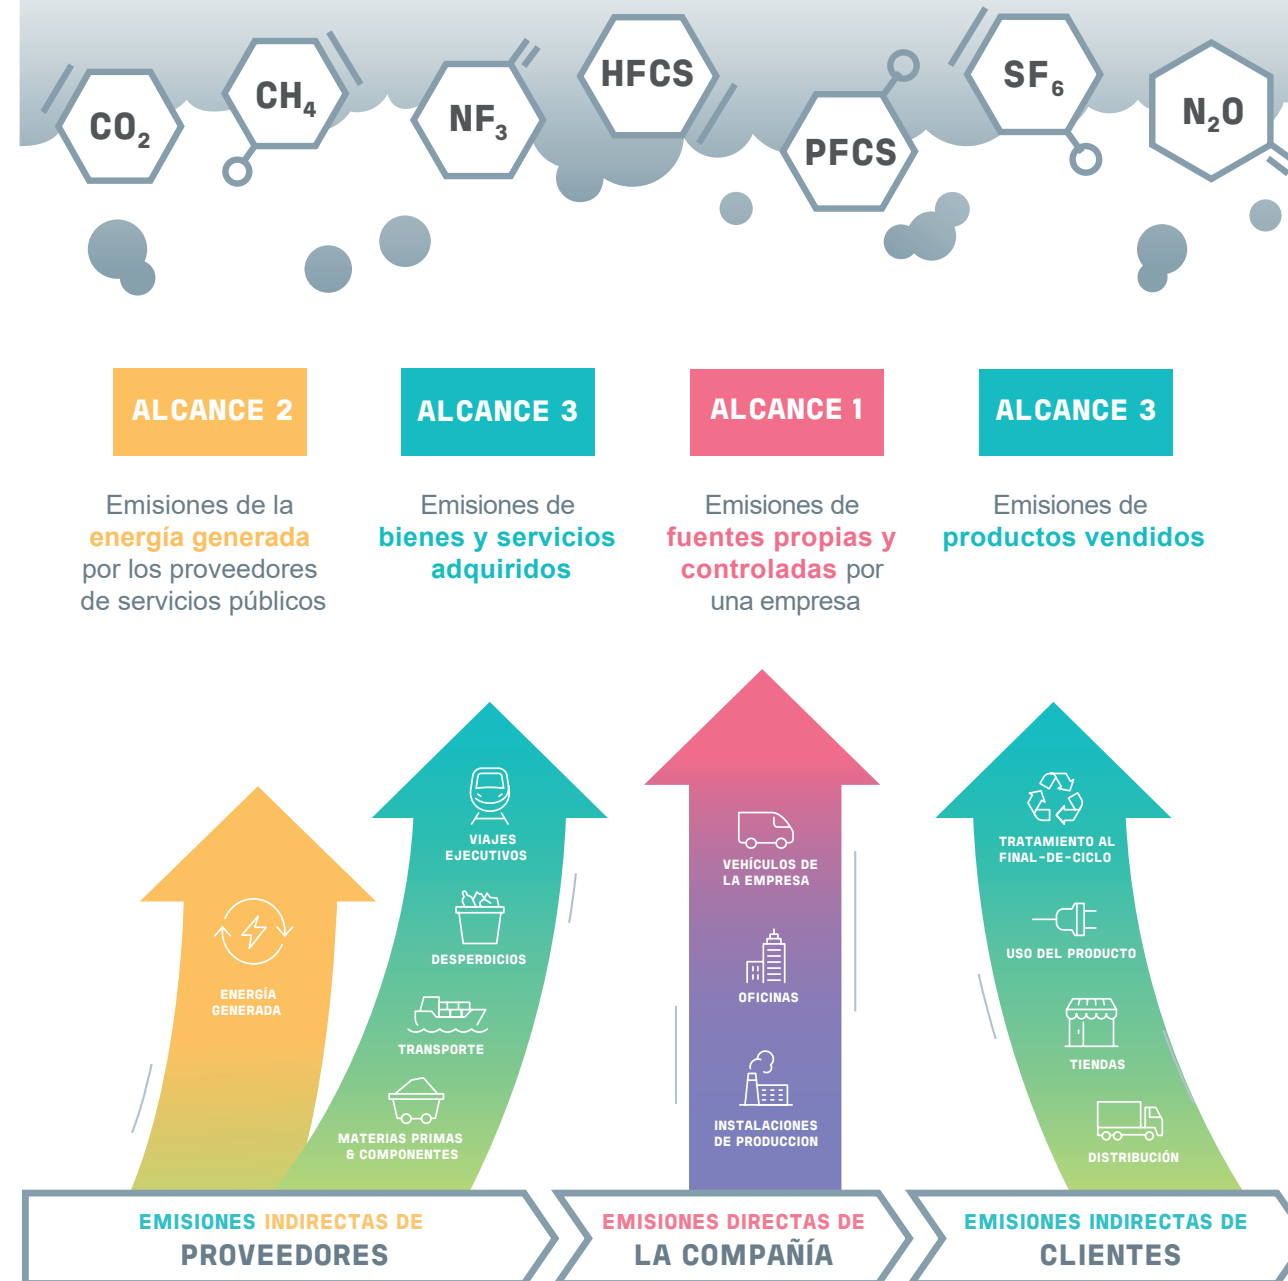 CO₂
CH₄
NF₃
HFCS
PFCS
SF₆
N₂O
ALCANCE 2
Emisiones de la
energía generada
por los proveedores
de servicios públicos
ALCANCE 3
Emisiones de
bienes y servicios
adquiridos
ALCANCE 1
Emisiones de
fuentes propias y
controladas por
una empresa
ALCANCE 3
Emisiones de
productos vendidos
ENERGÍA
GENERADA
VIAJES
EJECUTIVOS
DESPERDICIOS
TRANSPORTE
MATERIAS PRIMAS
& COMPONENTES
VEHÍCULOS DE
LA EMPRESA
OFICINAS
INSTALACIONES
DE PRODUCCION
TRATAMIENTO AL
FINAL-DE-CICLO
USO DEL PRODUCTO
TIENDAS
DISTRIBUCIÓN
EMISIONES INDIRECTAS DE
PROVEEDORES
EMISIONES DIRECTAS DE
LA COMPAÑÍA
EMISIONES INDIRECTAS DE
CLIENTES